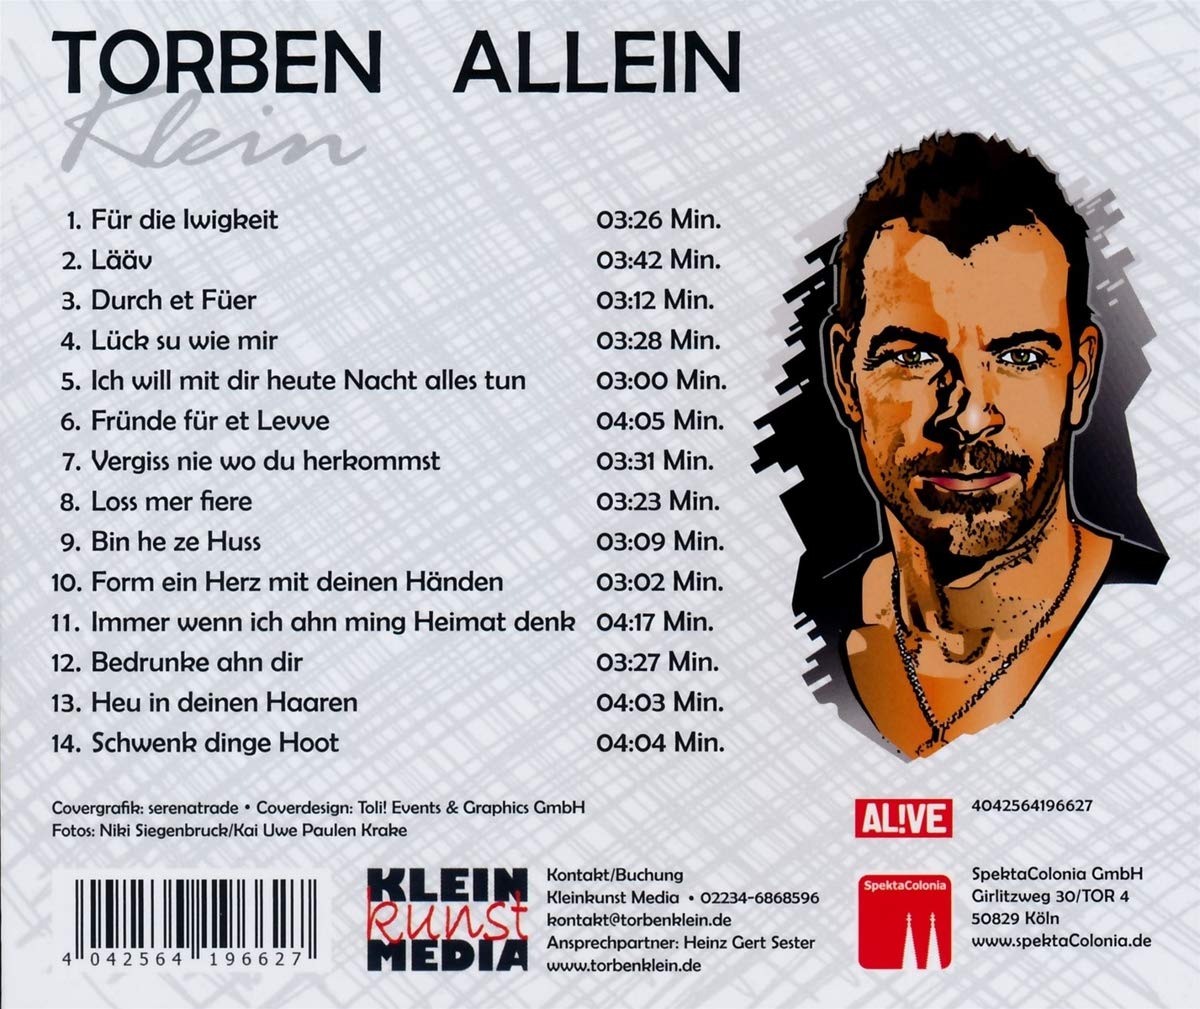 TORBEN ALLEIN
Klein
1. Für die Iwigkeit 03:26 Min.
2. Lääv 03:42 Min.
3. Durch et Füer 03:12 Min.
4. Lück su wie mir 03:28 Min.
5. Ich will mit dir heute Nacht alles tun 03:00 Min.
6. Fründe für et Levve 04:05 Min.
7. Vergiss nie wo du herkommst 03:31 Min.
8. Loss mer fiere 03:23 Min.
9. Bin he ze Huss 03:09 Min.
10. Form ein Herz mit deinen Händen 03:02 Min.
11. Immer wenn ich ahn ming Heimat denk 04:17 Min.
12. Bedrunke ahn dir 03:27 Min.
13. Heu in deinen Haaren 04:03 Min.
14. Schwenk dinge Hoot 04:04 Min.
Covergrafik: serenatrade • Coverdesign: Toli! Events & Graphics GmbH
Fotos: Niki Siegenbruck/Kai Uwe Paulen Krake
AL!VE 4042564196627
4 042564 196627
KLEIN
kunst
MEDIA
Kontakt/Buchung
Kleinkunst Media • 02234-6868596
kontakt@torbenklein.de
Ansprechpartner: Heinz Gert Sester
www.torbenklein.de
SpektaColonia
SpektaColonia GmbH
Girlitzweg 30/TOR 4
50829 Köln
www.spektaColonia.de